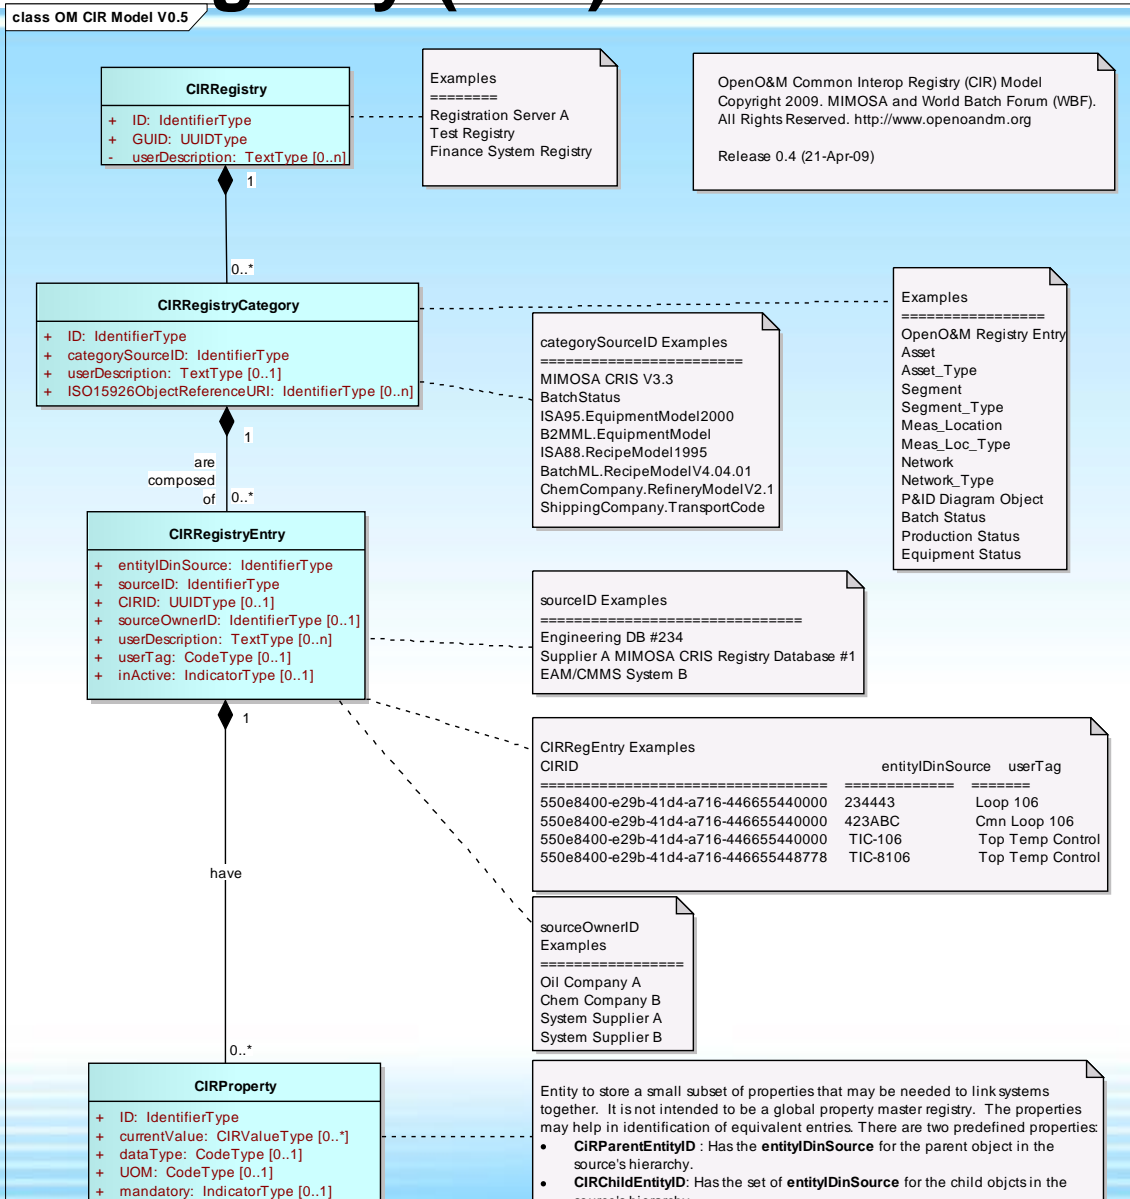 class OM CIR Model V0.5
CIRRegistry
+ ID: IdentifierType
+ GUID: UUIDType
- userDescription: TextType [0..n]
Examples
========
Registration Server A
Test Registry
Finance System Registry
OpenO&M Common Interop Registry (CIR) Model
Copyright 2009. MIMOSA and World Batch Forum (WBF).
All Rights Reserved. http://www.openoandm.org
Release 0.4 (21-Apr-09)
1
0..*
CIRRegistryCategory
+ ID: IdentifierType
+ categorySourceID: IdentifierType
+ userDescription: TextType [0..1]
+ ISO15926ObjectReferenceURI: IdentifierType [0..n]
categorySourceID Examples
========================
MIMOSA CRIS V3.3
BatchStatus
ISA95.EquipmentModel2000
B2MML.EquipmentModel
ISA88.RecipeModel1995
BatchML.RecipeModelV4.04.01
ChemCompany.RefineryModelV2.1
ShippingCompany.TransportCode
Examples
=================
OpenO&M Registry Entry
Asset
Asset_Type
Segment
Segment_Type
Meas_Location
Meas_Loc_Type
Network
Network_Type
P&ID Diagram Object
Batch Status
Production Status
Equipment Status
1
are
composed
of
0..*
CIRRegistryEntry
+ entityIDinSource: IdentifierType
+ sourceID: IdentifierType
+ CIRID: UUIDType [0..1]
+ sourceOwnerID: IdentifierType [0..1]
+ userDescription: TextType [0..n]
+ userTag: CodeType [0..1]
+ inActive: IndicatorType [0..1]
sourceID Examples
===============================
Engineering DB #234
Supplier A MIMOSA CRIS Registry Database #1
EAM/CMMS System B
1
CIRRegEntry Examples
CIRID entityIDinSource userTag
================================== ============= =======
550e8400-e29b-41d4-a716-446655440000 234443 Loop 106
550e8400-e29b-41d4-a716-446655440000 423ABC Cmn Loop 106
550e8400-e29b-41d4-a716-446655440000 TIC-106 Top Temp Control
550e8400-e29b-41d4-a716-446655448778 TIC-8106 Top Temp Control
have
sourceOwnerID
Examples
=================
Oil Company A
Chem Company B
System Supplier A
System Supplier B
0..*
CIRProperty
+ ID: IdentifierType
+ currentValue: CIRValueType [0..*]
+ dataType: CodeType [0..1]
+ UOM: CodeType [0..1]
+ mandatory: IndicatorType [0..1]
Entity to store a small subset of properties that may be needed to link systems
together. It is not intended to be a global property master registry. The properties
may help in identification of equivalent entries. There are two predefined properties:
• CiRParentEntityID : Has the entityIDinSource for the parent object in the
source's hierarchy.
• CIRChildEntityID: Has the set of entityIDinSource for the child objcts in the